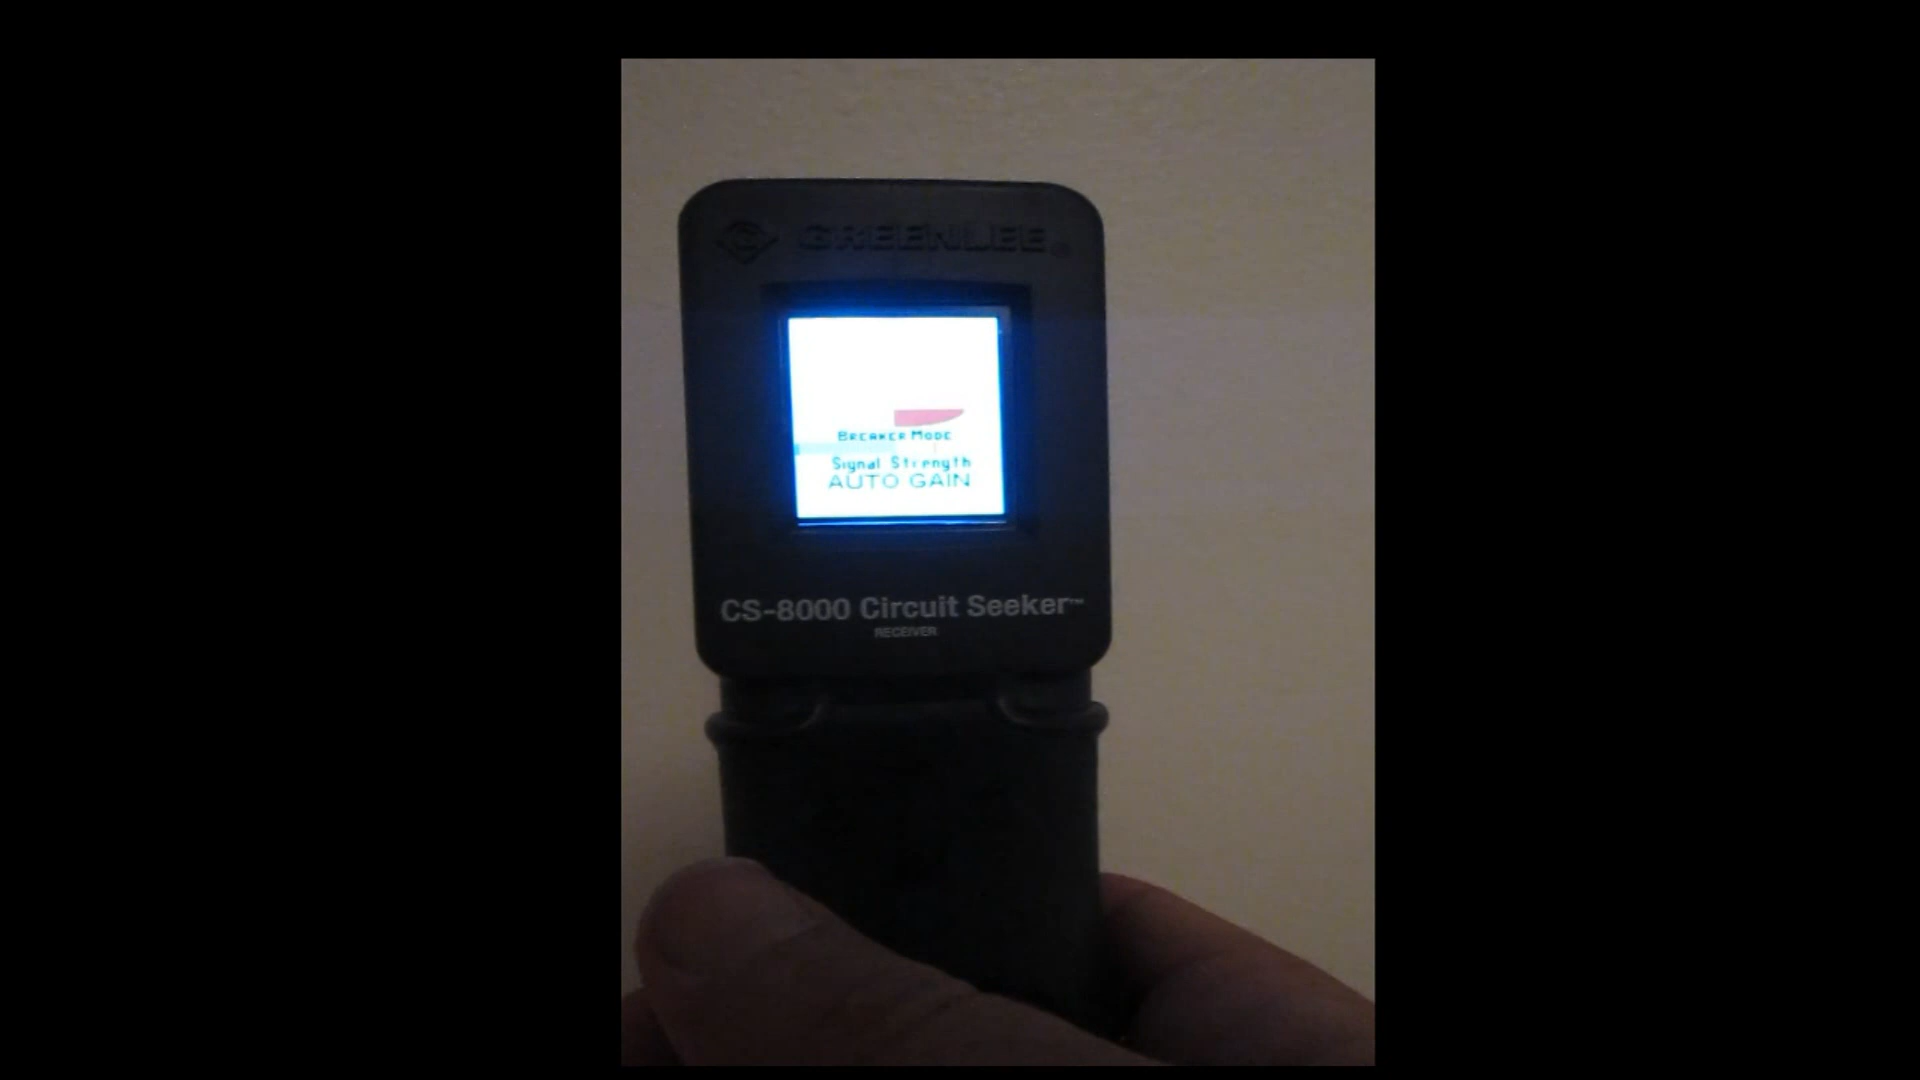 GREENLEE®
BREAKER MODE
Signal Strength
AUTO GAIN
CS-8000 Circuit Seeker™
RECEIVER